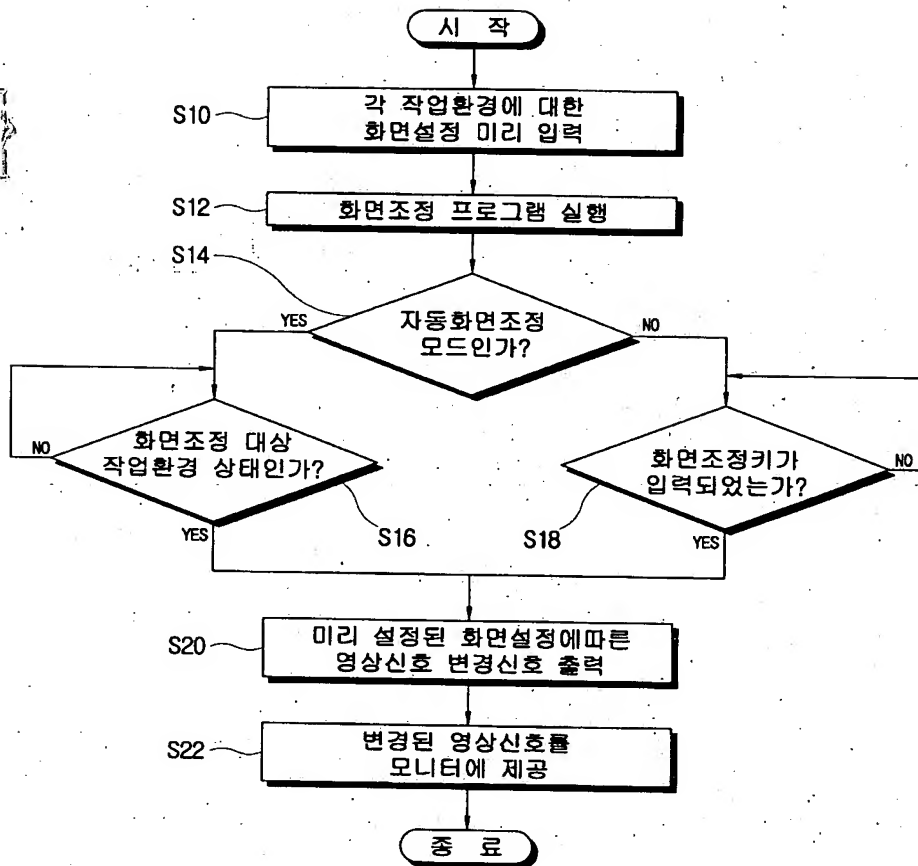 시 작
S10
각 작업환경에 대한
화면설정 미리 입력
S12
화면조정 프로그램 실행
S14
자동화면조정
모드인가?
YES
NO
화면조정 대상
작업환경 상태인가?
NO
YES
S16
화면조정키가
입력되었는가?
NO
YES
S18
S20
미리 설정된 화면설정에따른
영상신호 변경신호 출력
S22
변경된 영상신호를
모니터에 제공
종 료